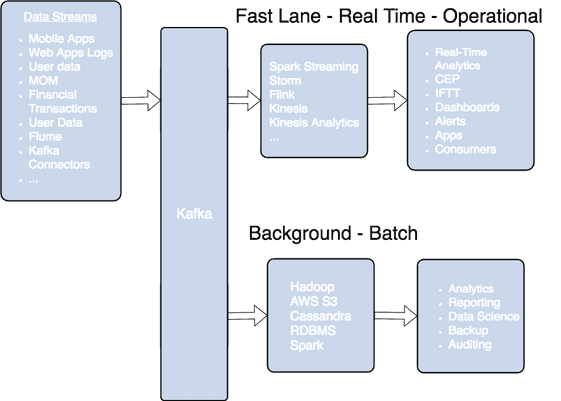 Data Streams
Mobile Apps
Web Apps Logs
User data
MOM
Financial
Transactions
User Data
Flume
Kafka
Connectors
...
Kafka
Fast Lane - Real Time - Operational
Spark Streaming
Storm
Flink
Kinesis
Kinesis Analytics
...
Real-Time
Analytics
CEP
IFTT
Dashboards
Alerts
Apps
Consumers
Background - Batch
Hadoop
AWS S3
Cassandra
RDBMS
Spark
Analytics
Reporting
Data Science
Backup
Auditing